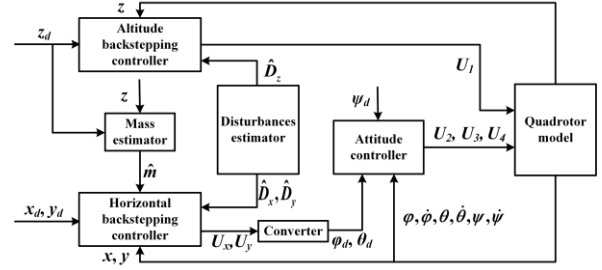 z
z_d
Altitude
backstepping
controller
D̂_z
U_1
z
Mass
estimator
Disturbances
estimator
ψ_d
Attitude
controller
U_2, U_3, U_4
Quadrotor
model
m̂
D̂_x, D̂_y
x_d, y_d
Horizontal
backstepping
controller
U_x, U_y
Converter
φ_d, θ_d
φ, φ̇, θ, θ̇, ψ, ψ̇
x, y